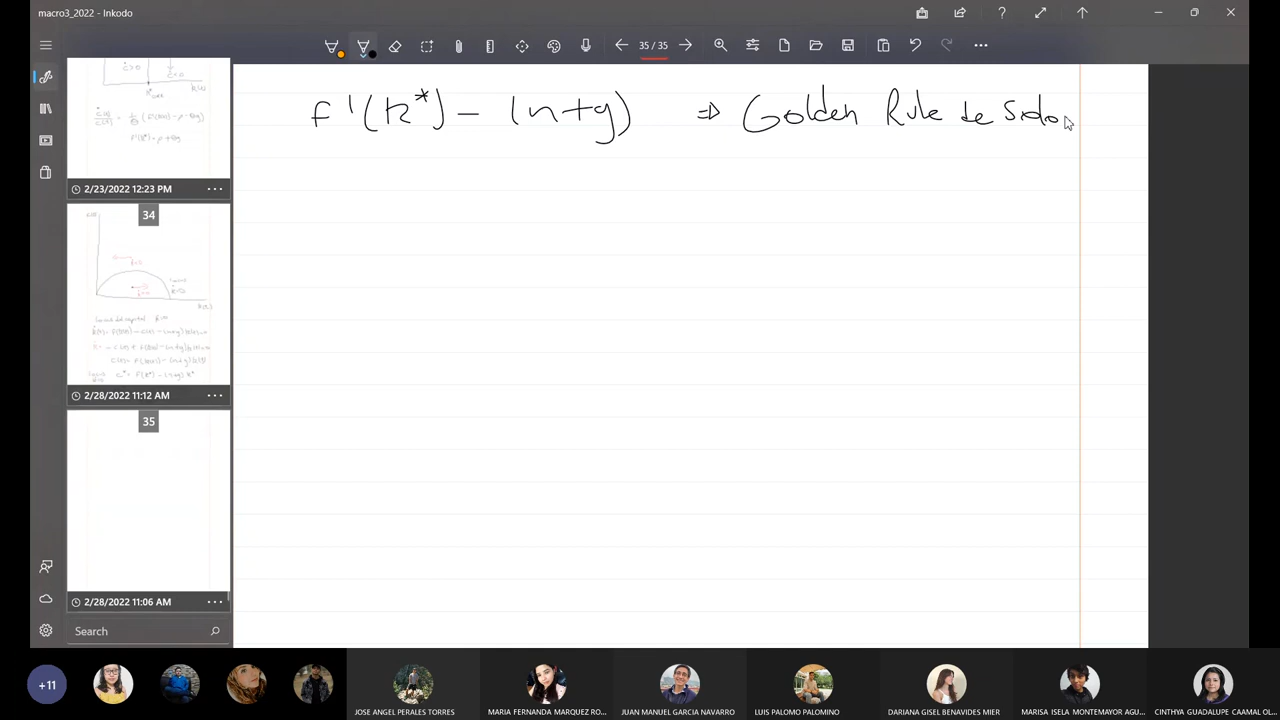 macro3_2022 - Inkodo
35 / 35
f'(k*) - (n+g) ⇒ Golden Rule de Solo
2/23/2022 12:23 PM
34
2/28/2022 11:12 AM
35
2/28/2022 11:06 AM
Search
+11
JOSE ANGEL PERALES TORRES
MARIA FERNANDA MARQUEZ RO...
JUAN MANUEL GARCIA NAVARRO
LUIS PALOMO PALOMINO
DARIANA GISEL BENAVIDES MIER
MARISA ISELA MONTEMAYOR AGU...
CINTHYA GUADALUPE CAAMAL OL...